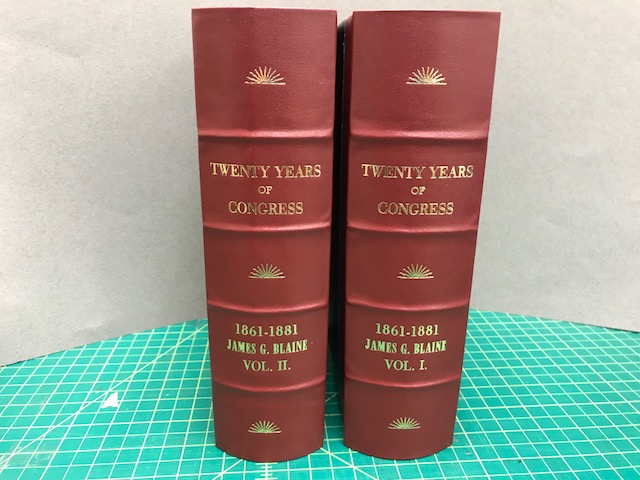 TWENTY YEARS
OF
CONGRESS
1861-1881
JAMES G. BLAINE
VOL. II.
TWENTY YEARS
OF
CONGRESS
1861-1881
JAMES G. BLAINE
VOL. I.